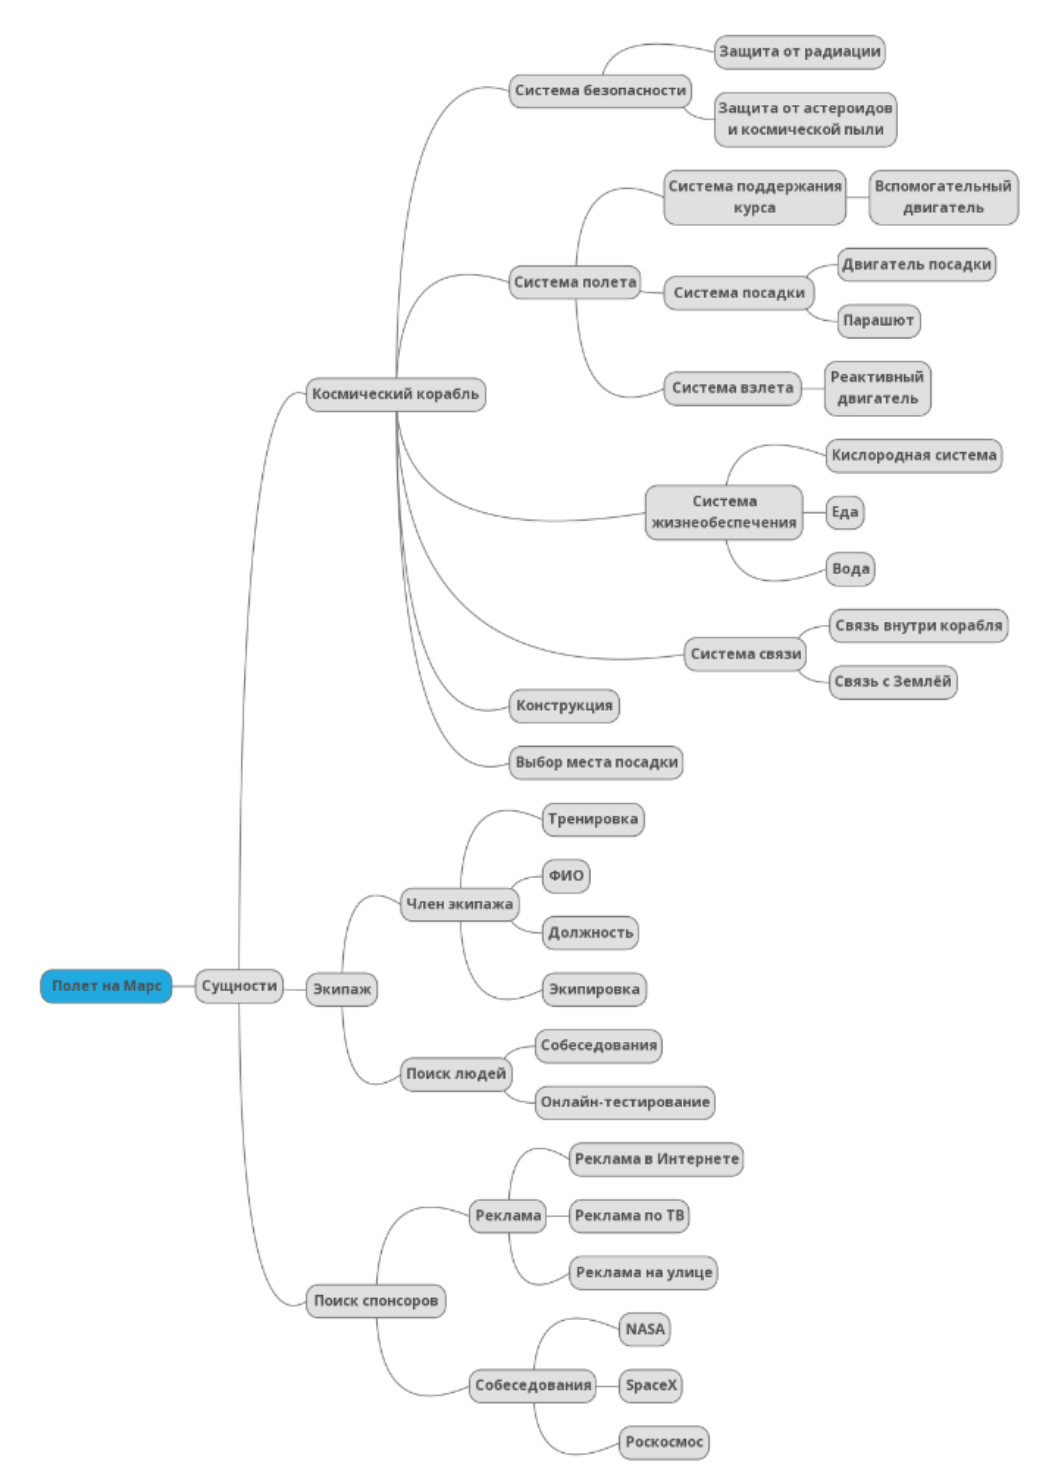 Защита от радиации
Система безопасности
Защита от астероидов
и космической пыли
Система поддержания
курса
Вспомогательный
двигатель
Двигатель посадки
Система полета
Система посадки
Парашют
Система взлета
Реактивный
двигатель
Космический корабль
Кислородная система
Система
жизнеобеспечения
Еда
Вода
Связь внутри корабля
Система связи
Связь с Землёй
Конструкция
Выбор места посадки
Тренировка
ФИО
Член экипажа
Должность
Полет на Марс
Сущности
Экипаж
Экипировка
Собеседования
Поиск людей
Онлайн-тестирование
Реклама в Интернете
Реклама
Реклама по ТВ
Реклама на улице
Поиск спонсоров
NASA
Собеседования
SpaceX
Роскосмос